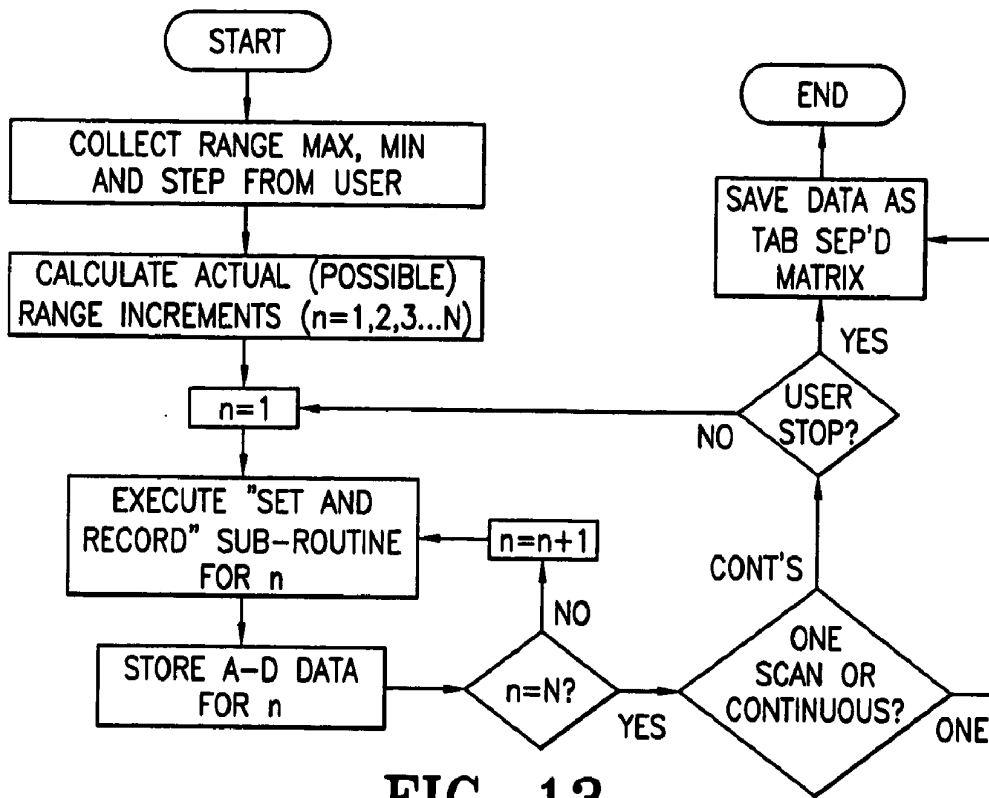 START
COLLECT RANGE MAX, MIN
AND STEP FROM USER
CALCULATE ACTUAL (POSSIBLE)
RANGE INCREMENTS (n=1,2,3...N)
n=1
EXECUTE "SET AND
RECORD" SUB-ROUTINE
FOR n
STORE A-D DATA
FOR n
n=N?
NO
n=n+1
YES
ONE
SCAN OR
CONTINUOUS?
ONE
CONT'S
USER
STOP?
NO
YES
SAVE DATA AS
TAB SEP'D
MATRIX
END
FIG. 13